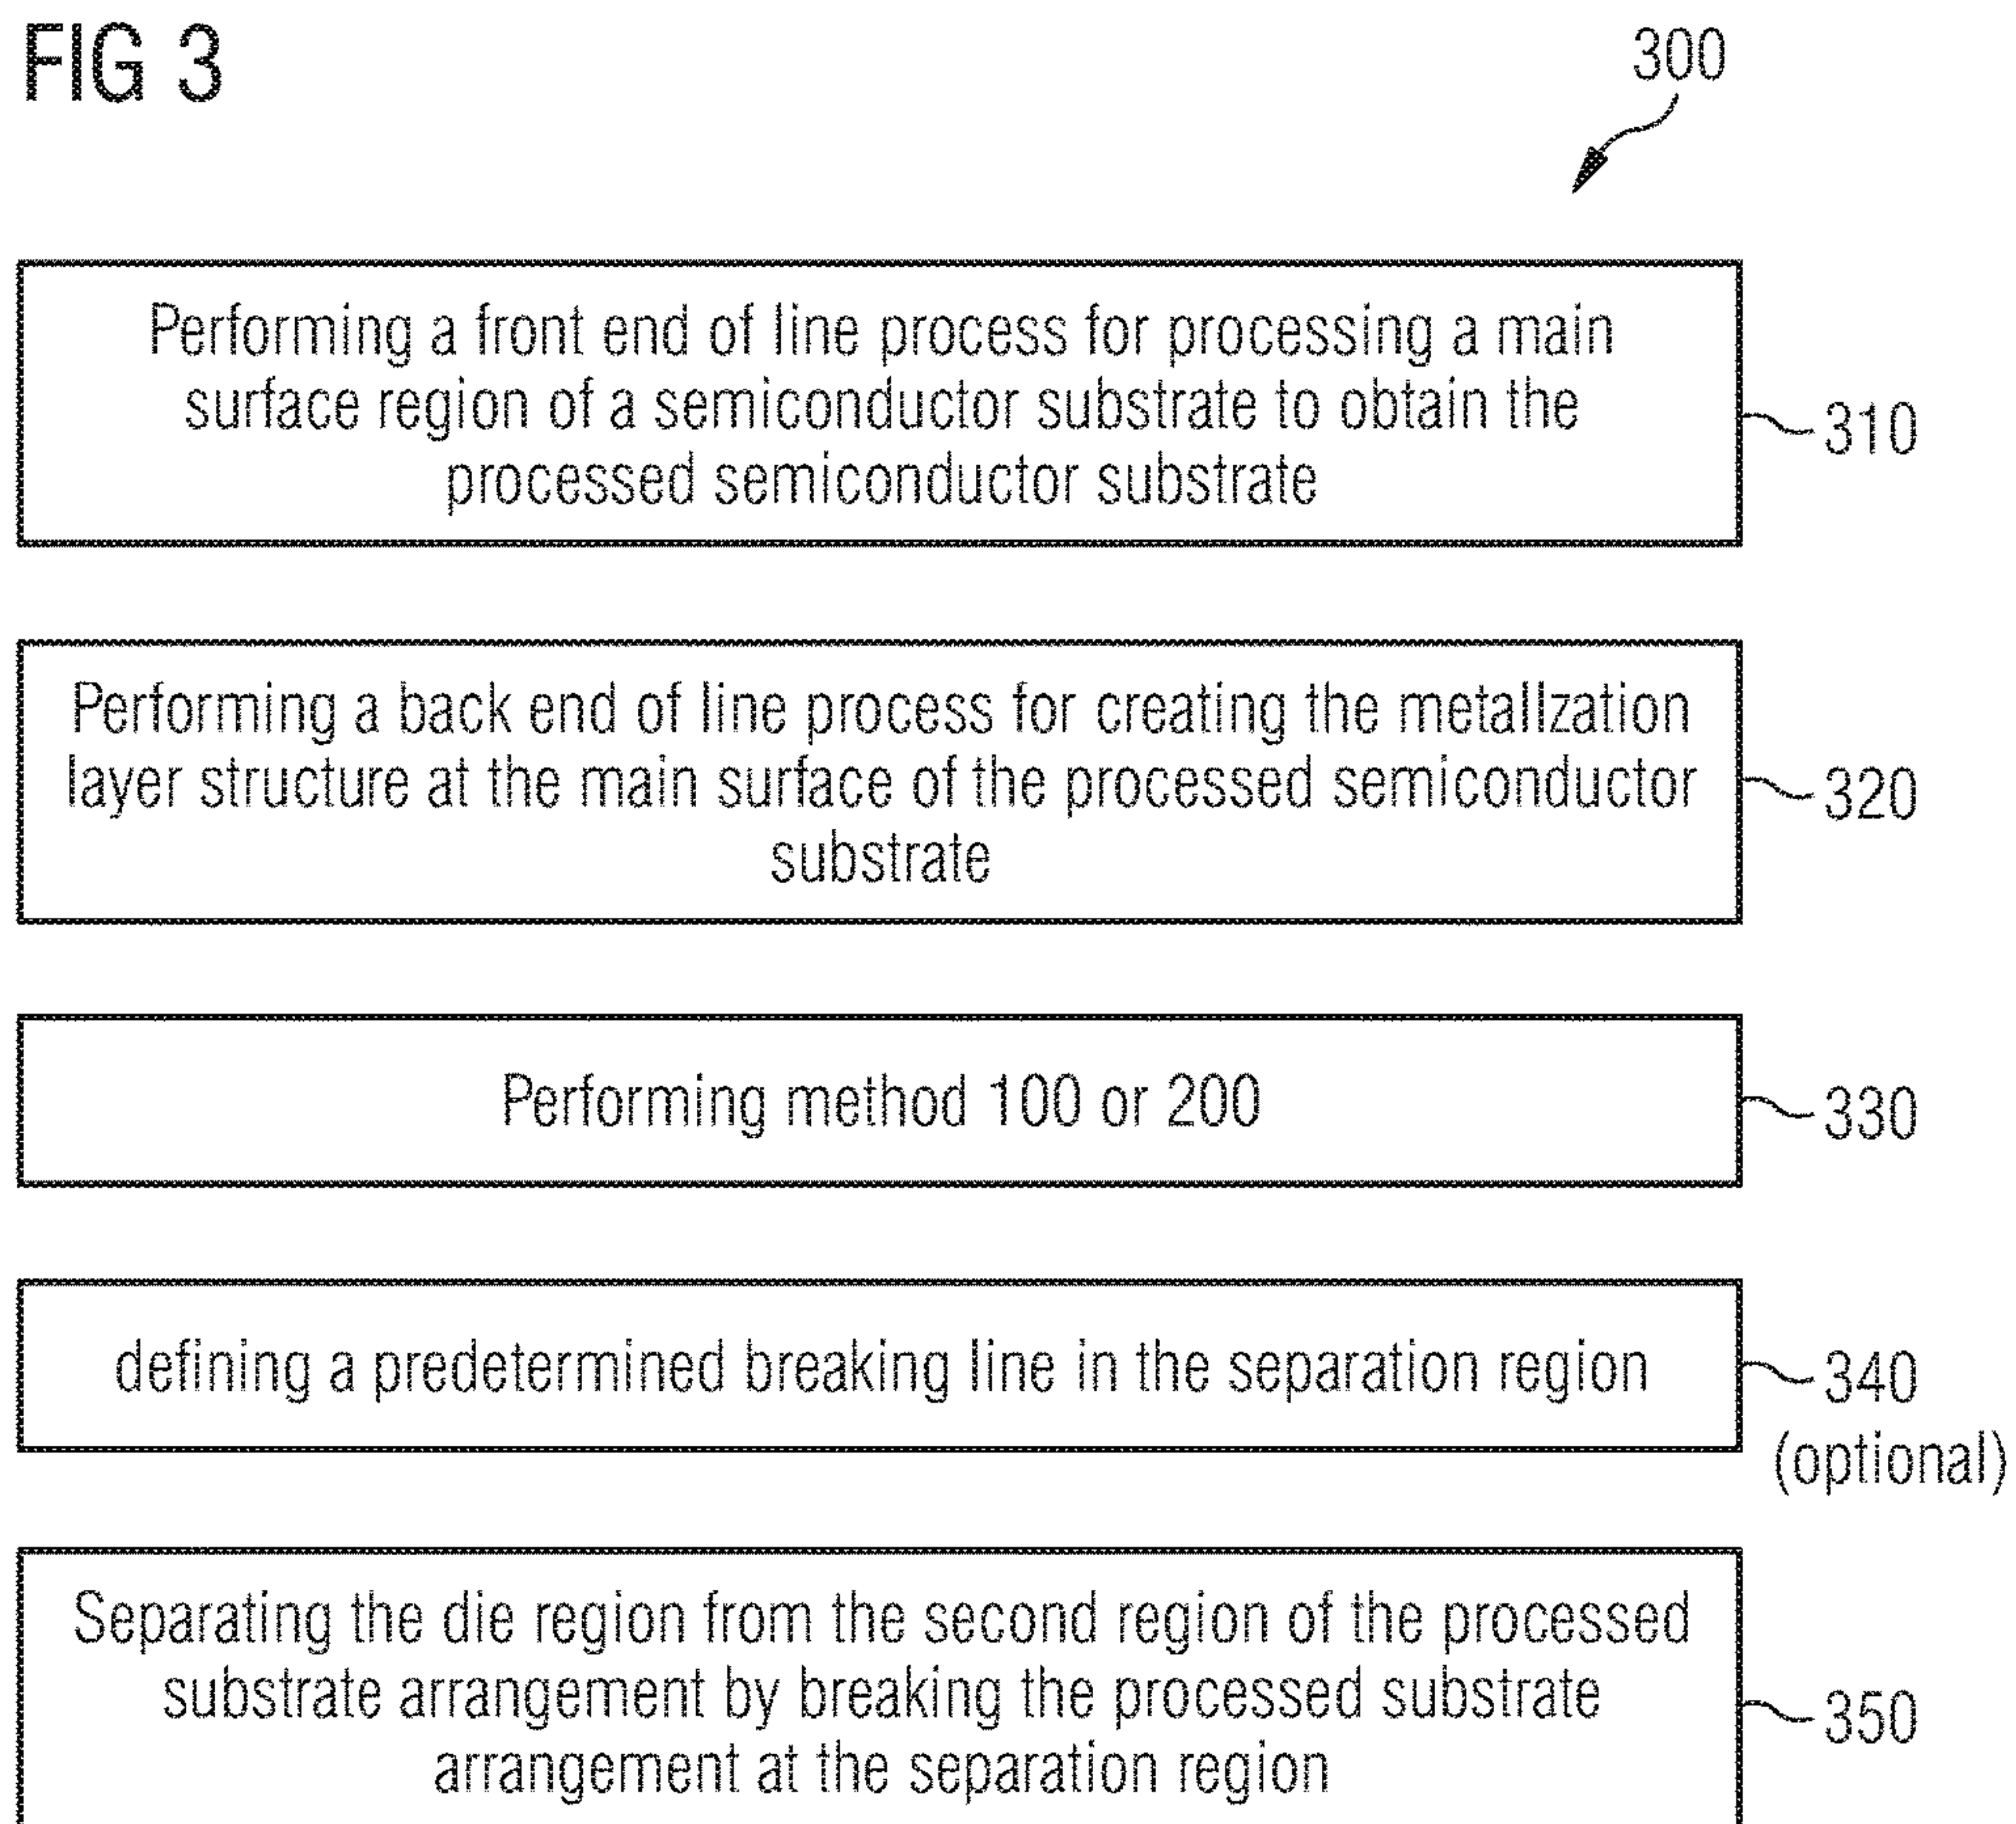 FIG 3
300
Performing a front end of line process for processing a main
surface region of a semiconductor substrate to obtain the
processed semiconductor substrate
310
Performing a back end of line process for creating the metallzation
layer structure at the main surface of the processed semiconductor
substrate
320
Performing method 100 or 200
330
defining a predetermined breaking line in the separation region
340
(optional)
Separating the die region from the second region of the processed
substrate arrangement by breaking the processed substrate
arrangement at the separation region
350